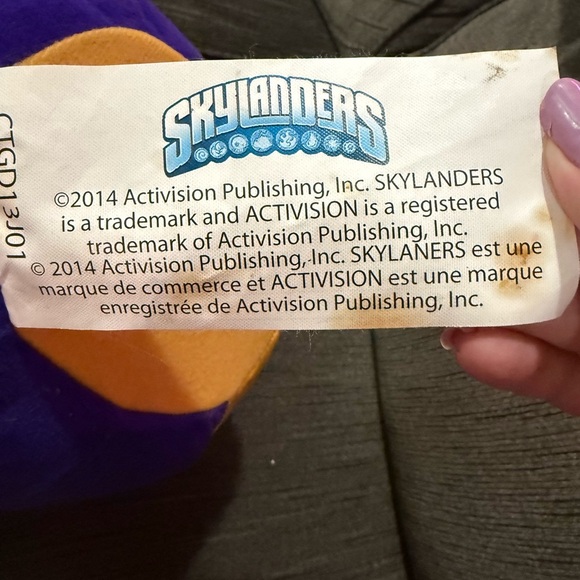 SKYLANDERS
©2014 Activision Publishing, Inc. SKYLANDERS
is a trademark and ACTIVISION is a registered
trademark of Activision Publishing, Inc.
© 2014 Activision Publishing, Inc. SKYLANERS est une
marque de commerce et ACTIVISION est une marque
enregistrée de Activision Publishing, Inc.
CTGD13J01